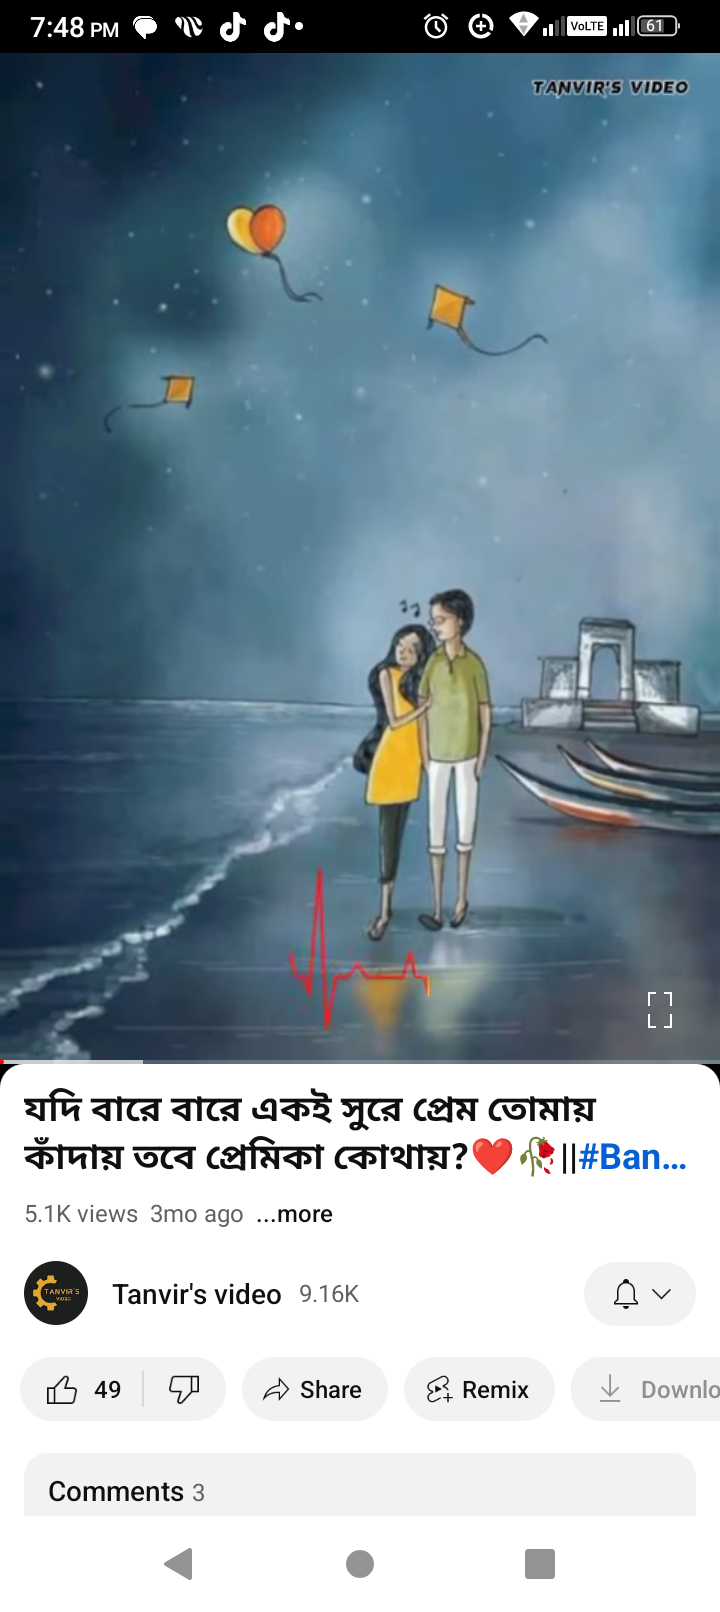 7:48 PM
VoLTE
61
TANVIR'S VIDEO
যদি বারে বারে একই সুরে প্রেম তোমায়
কাঁদায় তবে প্রেমিকা কোথায়?❤️🥀||#Ban...
5.1K views 3mo ago ...more
TANVIR'S
VIDEO
Tanvir's video 9.16K
49
Share
Remix
Downlo
Comments 3